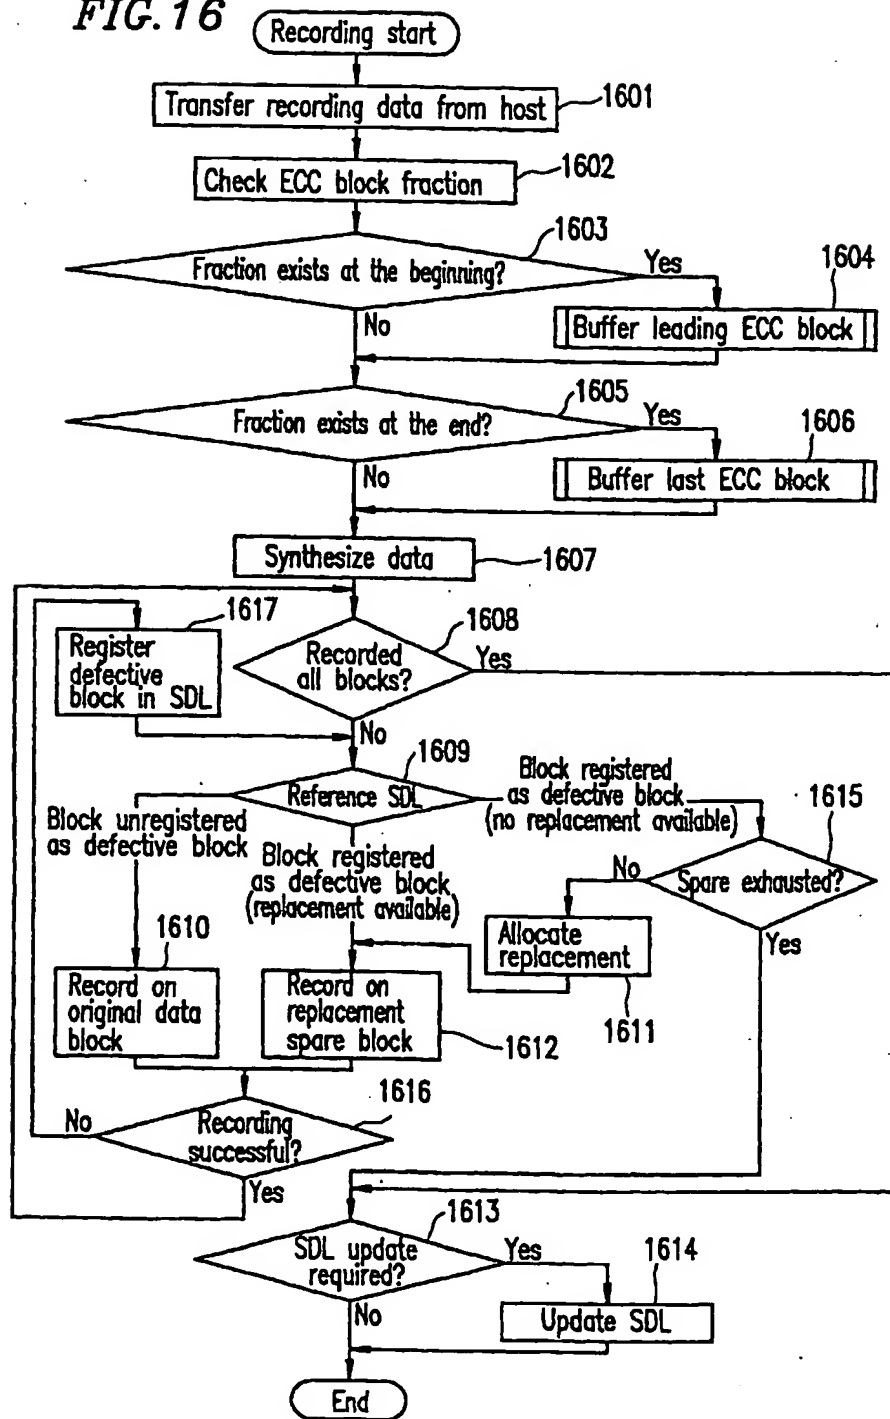 FIG. 16
Recording start
Transfer recording data from host
1601
Check ECC block fraction
1602
1603
Fraction exists at the beginning?
Yes
1604
No
Buffer leading ECC block
1605
Fraction exists at the end?
Yes
1606
No
Buffer last ECC block
Synthesize data
1607
1617
Register
defective
block in SDL
1608
Recorded
all blocks?
Yes
No
1609
Reference SDL
Block registered
as defective block
(no replacement available)
1615
Block unregistered
as defective block
Block registered
as defective block
(replacement available)
No
Spare exhausted?
Yes
1610
Record on
original data
block
Record on
replacement
spare block
1612
Allocate
replacement
1611
1616
No
Recording
successful?
Yes
1613
SDL update
required?
Yes
1614
No
Update SDL
End